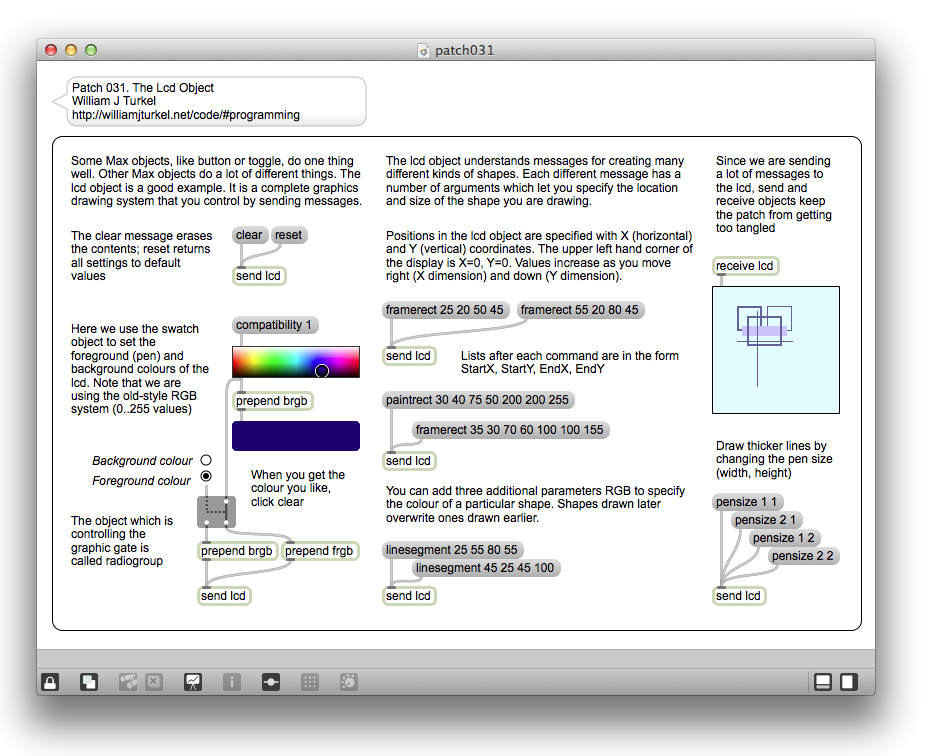 patch031
Patch 031. The Lcd Object
William J Turkel
http://williamjturkel.net/code/#programming
Some Max objects, like button or toggle, do one thing
well. Other Max objects do a lot of different things. The
lcd object is a good example. It is a complete graphics
drawing system that you control by sending messages.
The clear message erases
the contents; reset returns
all settings to default
values
clear
reset
send lcd
Here we use the swatch
object to set the
foreground (pen) and
background colours of the
lcd. Note that we are
using the old-style RGB
system (0..255 values)
compatibility 1
prepend brgb
Background colour
Foreground colour
When you get the
colour you like,
click clear
The object which is
controlling the
graphic gate is
called radiogroup
prepend brgb
prepend frgb
send lcd
The lcd object understands messages for creating many
different kinds of shapes. Each different message has a
number of arguments which let you specify the location
and size of the shape you are drawing.
Positions in the lcd object are specified with X (horizontal)
and Y (vertical) coordinates. The upper left hand corner of
the display is X=0, Y=0. Values increase as you move
right (X dimension) and down (Y dimension).
framerect 25 20 50 45
framerect 55 20 80 45
send lcd
Lists after each command are in the form
StartX, StartY, EndX, EndY
paintrect 30 40 75 50 200 200 255
framerect 35 30 70 60 100 100 155
send lcd
You can add three additional parameters RGB to specify
the colour of a particular shape. Shapes drawn later
overwrite ones drawn earlier.
linesegment 25 55 80 55
linesegment 45 25 45 100
send lcd
Since we are sending
a lot of messages to
the lcd, send and
receive objects keep
the patch from getting
too tangled
receive lcd
Draw thicker lines by
changing the pen size
(width, height)
pensize 1 1
pensize 2 1
pensize 1 2
pensize 2 2
send lcd